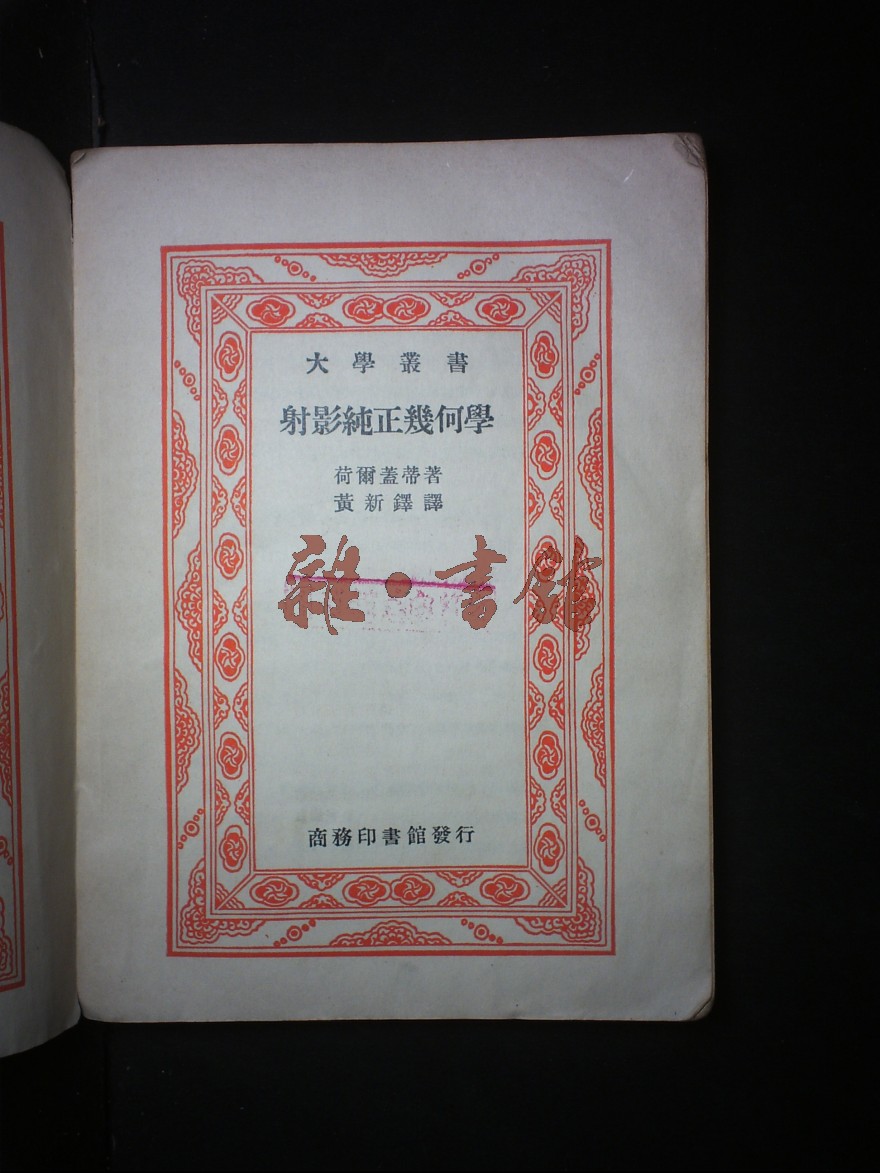 大學叢書
射影純正幾何學
荷爾蓋蒂著
黃新鐸譯
雜·書館
商務印書館發行